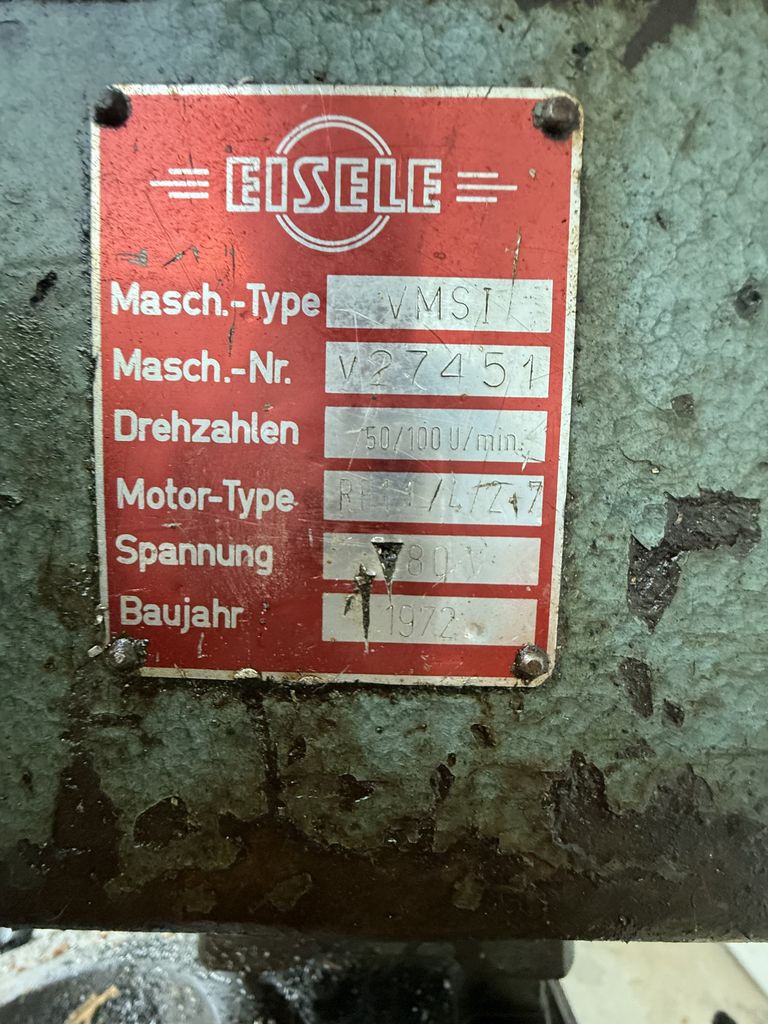 EISELE
Masch.-Type VMSI
Masch.-Nr. V27451
Drehzahlen 50/100 U/min.
Motor-Type
Spannung
Baujahr 1972